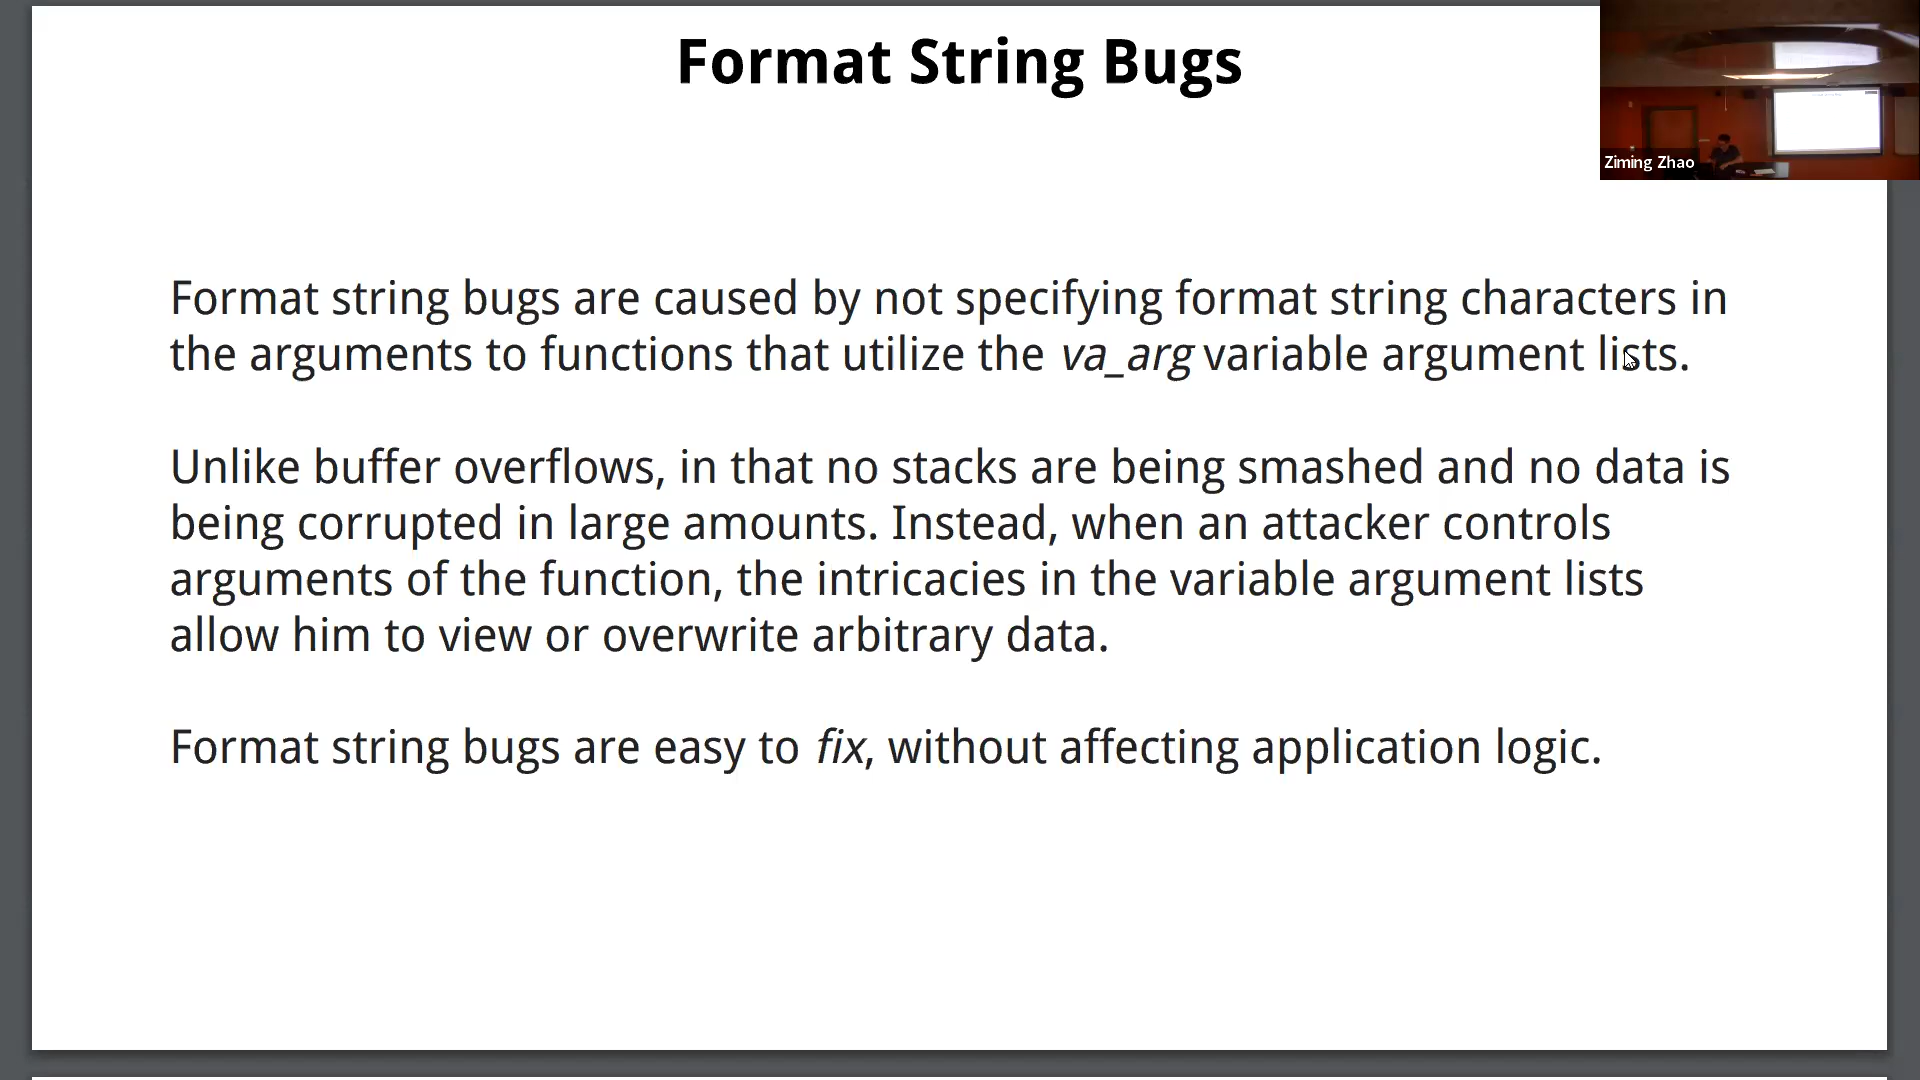 Format String Bugs
Ziming Zhao
Format string bugs are caused by not specifying format string characters in
the arguments to functions that utilize the va_arg variable argument lists.
Unlike buffer overflows, in that no stacks are being smashed and no data is
being corrupted in large amounts. Instead, when an attacker controls
arguments of the function, the intricacies in the variable argument lists
allow him to view or overwrite arbitrary data.
Format string bugs are easy to fix, without affecting application logic.